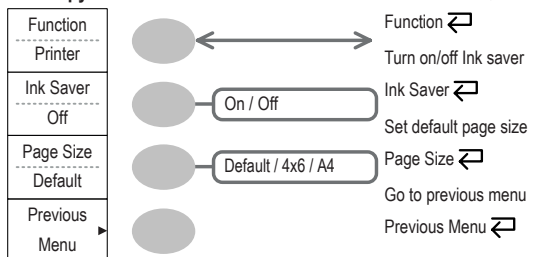 Function
Printer
Ink Saver
Off
Page Size
Default
Previous
Menu
On / Off
Default / 4x6 / A4
Function
Turn on/off Ink saver
Ink Saver
Set default page size
Page Size
Go to previous menu
Previous Menu